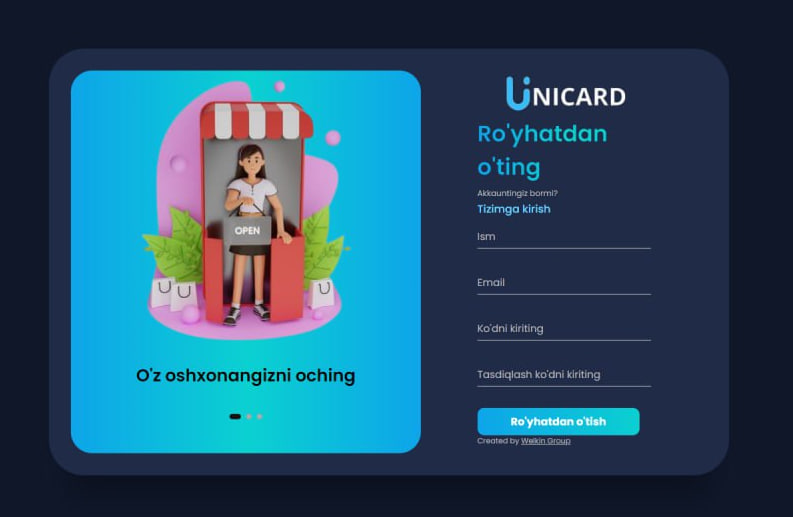 OPEN
O'z oshxonangizni oching
UNICARD
Ro'yhatdan
o'ting
Akkauntingiz bormi?
Tizimga kirish
Ism
Email
Ko'dni kiriting
Tasdiqlash ko'dni kiriting
Ro'yhatdan o'tish
Created by Welkin Group